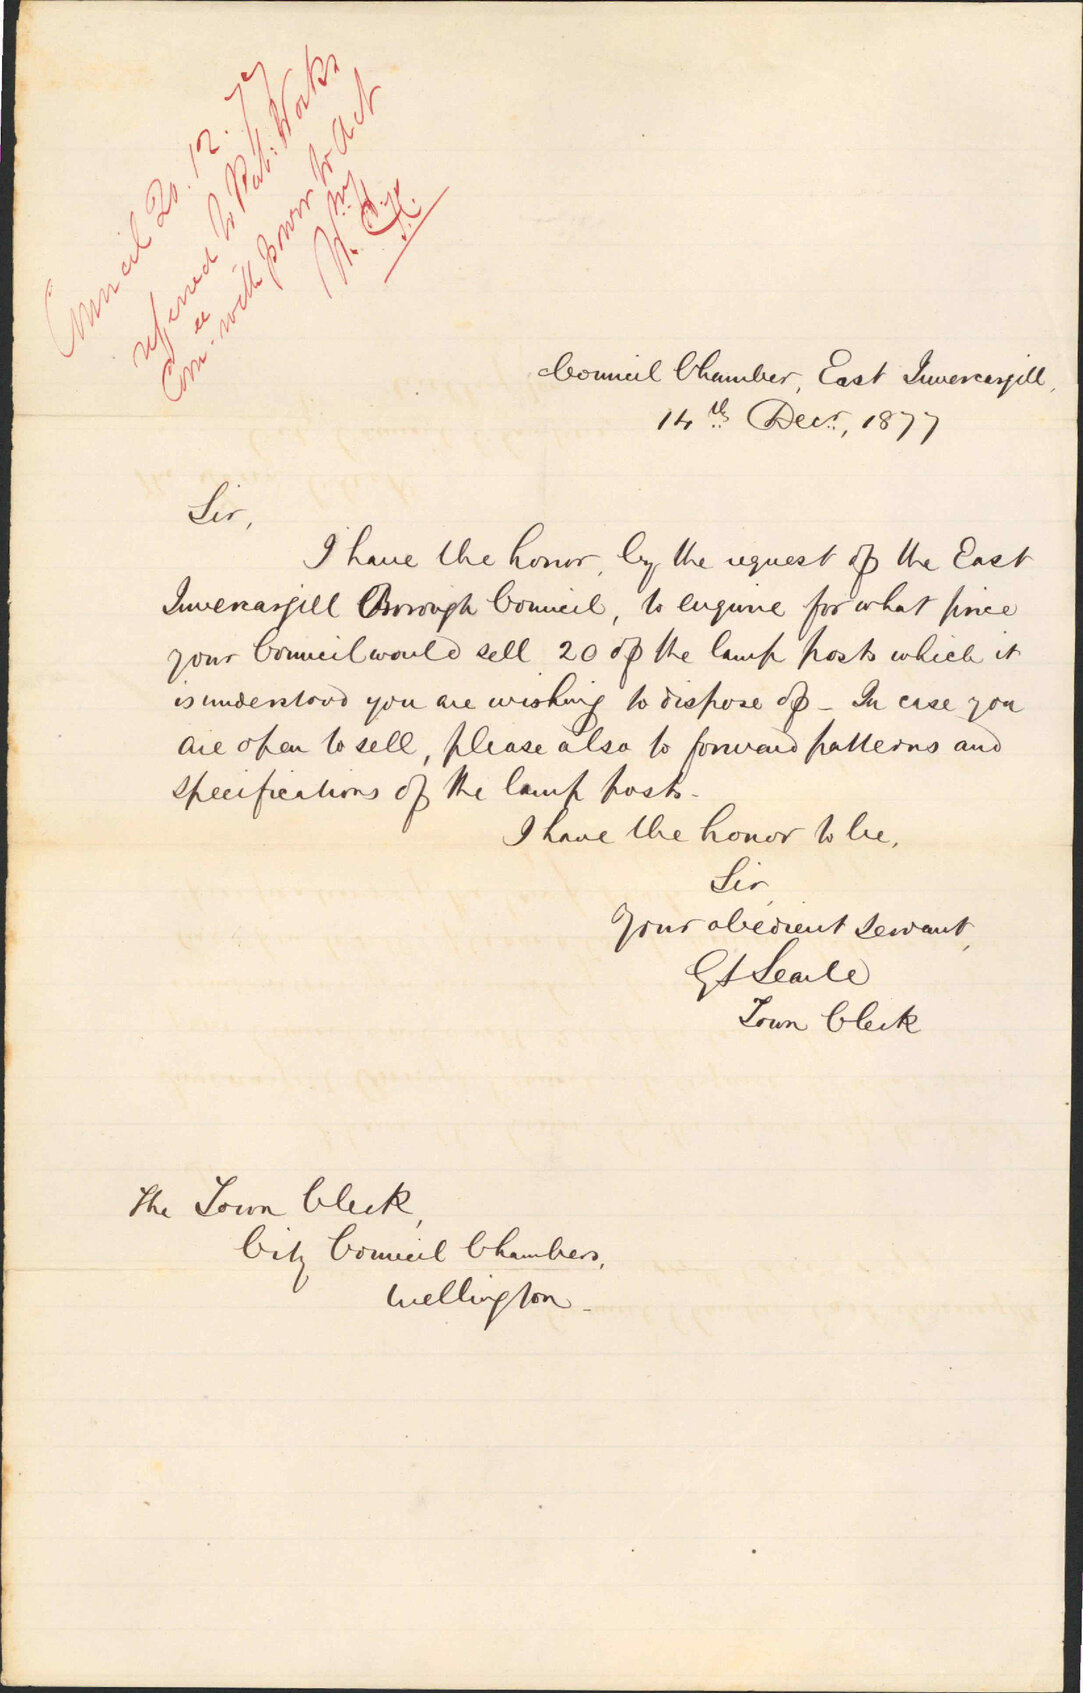 Council 20.12.77
referred to Pub: Works
Com: ee with power to Act
W.
Council Chamber, East Invercargill,
14th Decr., 1877
Sir,
I have the honor, by the request of the East
Invercargill Borough Council, to enquire for what price
your Council would sell 20 of the lamp posts which it
is understood you are wishing to dispose of - In case you
are open to sell, please also to forward patterns and
specifications of the lamp posts.
I have the honor to be,
Sir,
Your obedient servant,
Searle
Town Clerk
The Town Clerk,
City Council Chambers,
Wellington -